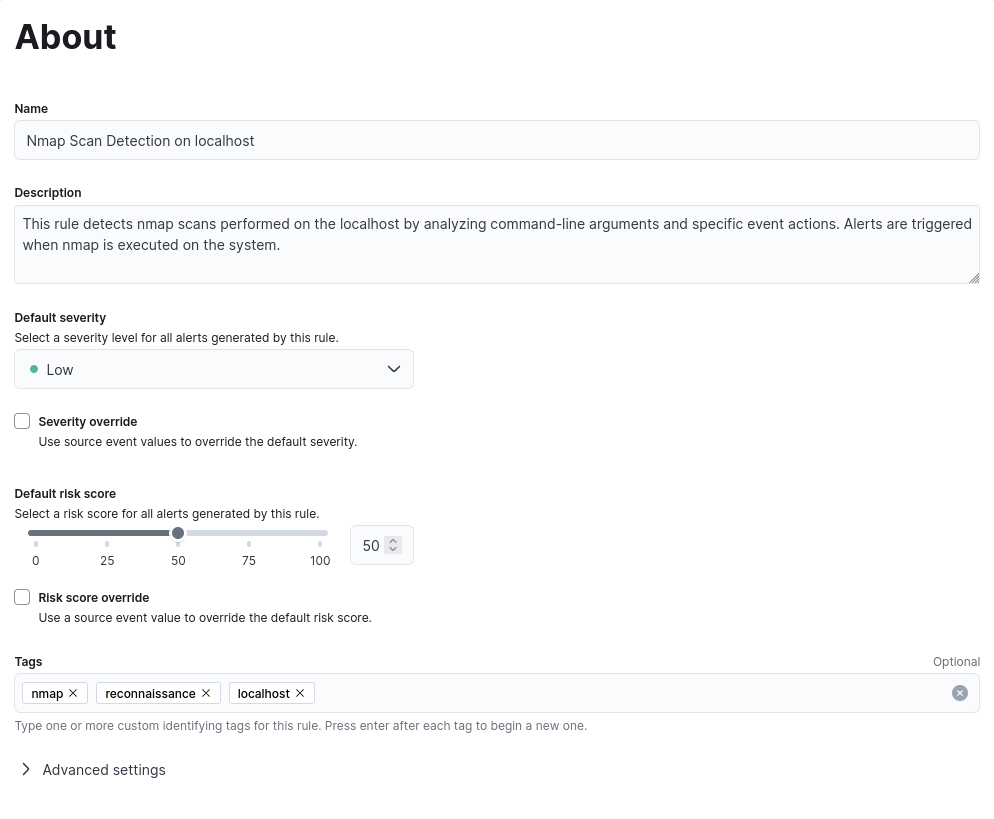 About
Name
Nmap Scan Detection on localhost
Description
This rule detects nmap scans performed on the localhost by analyzing command-line arguments and specific event actions. Alerts are triggered
when nmap is executed on the system.
Default severity
Select a severity level for all alerts generated by this rule.
Low
Severity override
Use source event values to override the default severity.
Default risk score
Select a risk score for all alerts generated by this rule.
50
0 25 50 75 100
Risk score override
Use a source event value to override the default risk score.
Tags Optional
nmap reconnaissance localhost
Type one or more custom identifying tags for this rule. Press enter after each tag to begin a new one.
Advanced settings